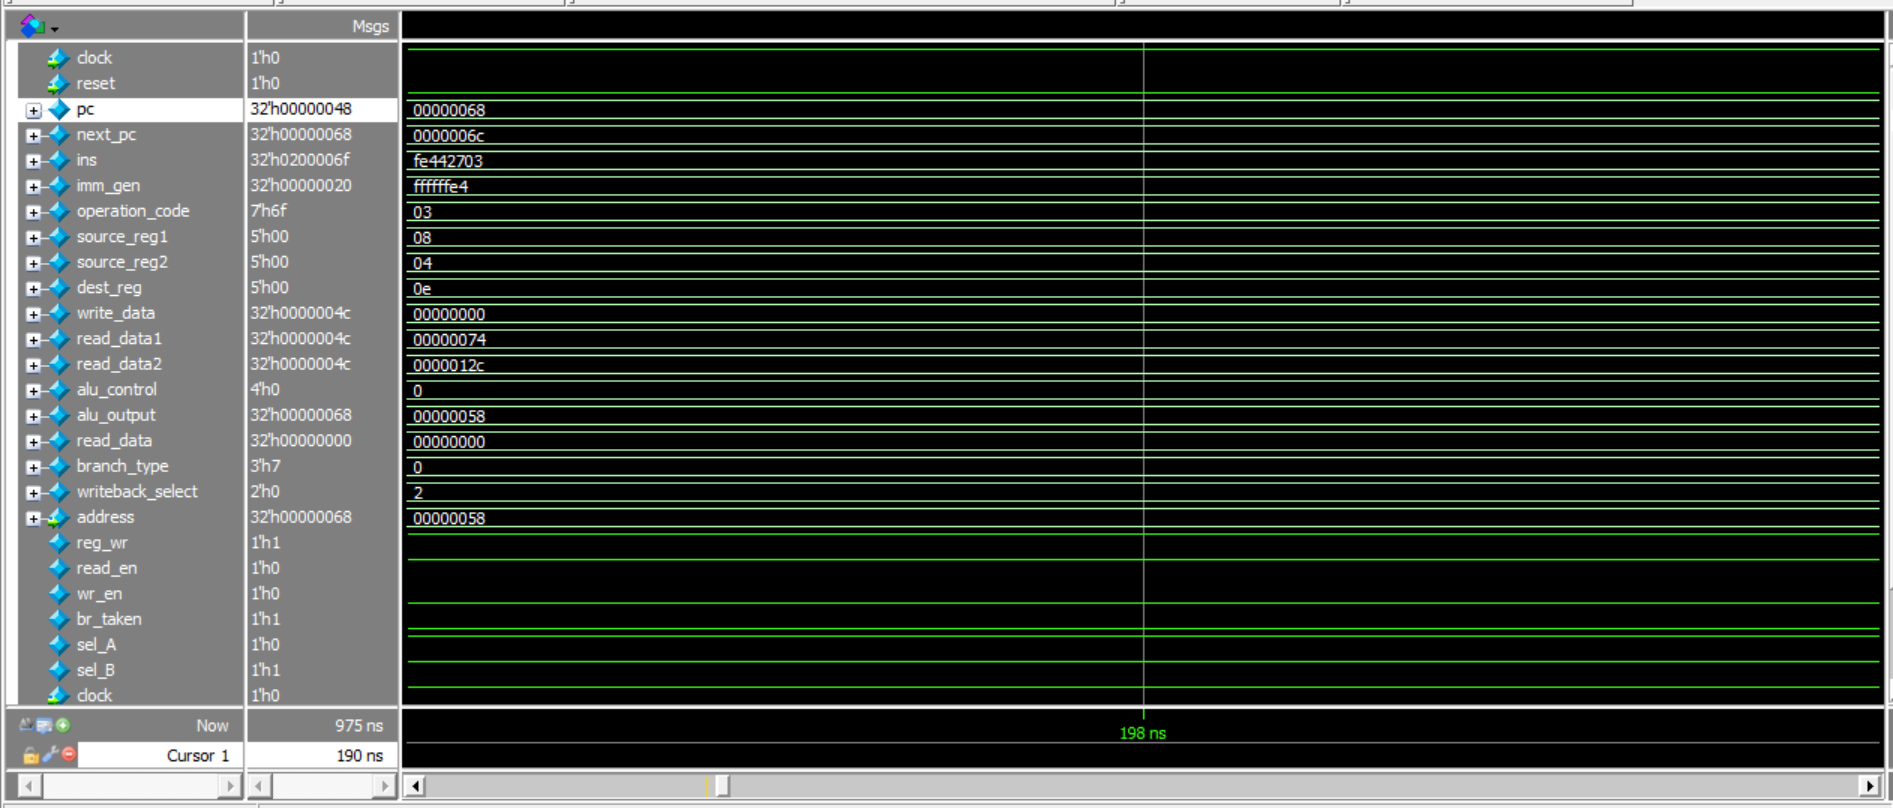 Msgs
clock 1'h0
reset 1'h0
pc 32'h00000048 00000068
next_pc 32'h00000068 0000006c
ins 32'h0200006f fe442703
imm_gen 32'h00000020 ffffffe4
operation_code 7'h6f 03
source_reg1 5'h00 08
source_reg2 5'h00 04
dest_reg 5'h00 0e
write_data 32'h0000004c 00000000
read_data1 32'h0000004c 00000074
read_data2 32'h0000004c 0000012c
alu_control 4'h0 0
alu_output 32'h00000068 00000058
read_data 32'h00000000 00000000
branch_type 3'h7 0
writeback_select 2'h0 2
address 32'h00000068 00000058
reg_wr 1'h1
read_en 1'h0
wr_en 1'h0
br_taken 1'h1
sel_A 1'h0
sel_B 1'h1
clock 1'h0
Now 975 ns 198 ns
Cursor 1 190 ns